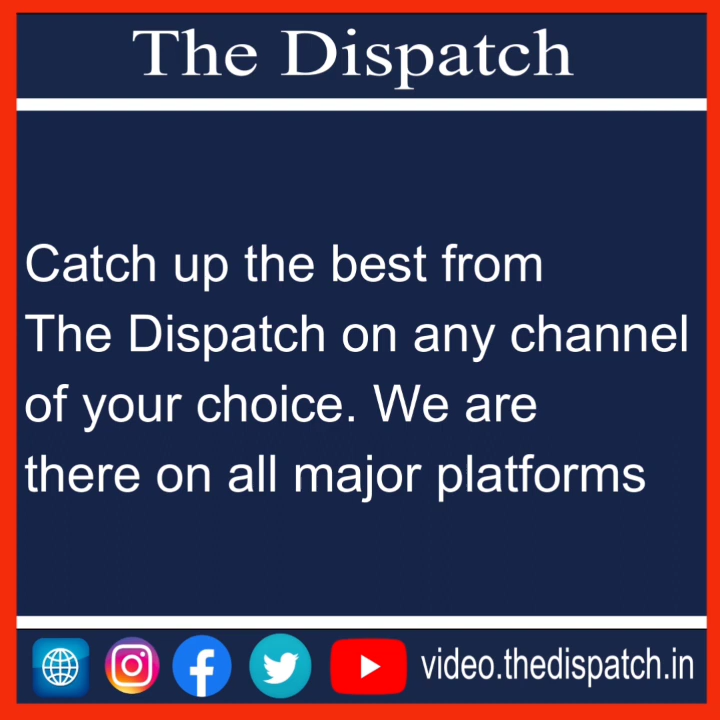 The Dispatch
Catch up the best from
The Dispatch on any channel
of your choice. We are
there on all major platforms
video.thedispatch.in